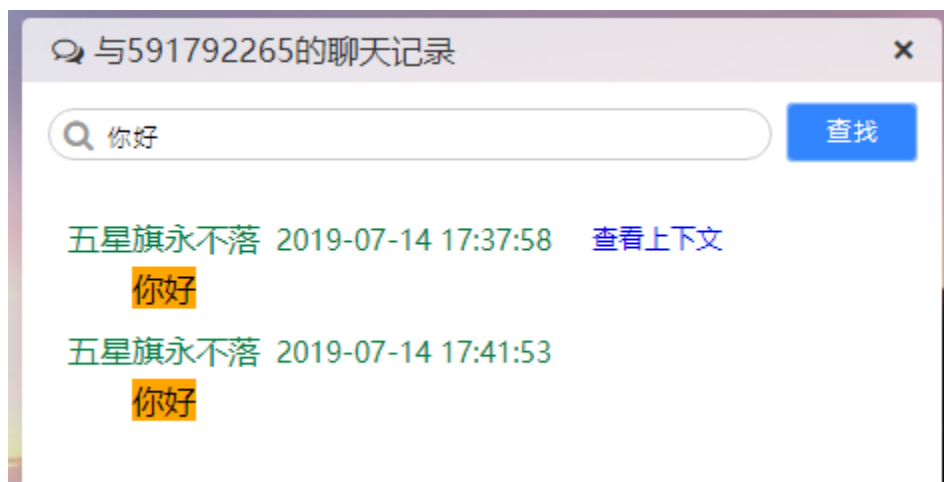 与591792265的聊天记录 ×
你好 查找
五星旗永不落 2019-07-14 17:37:58 查看上下文
你好
五星旗永不落 2019-07-14 17:41:53
你好